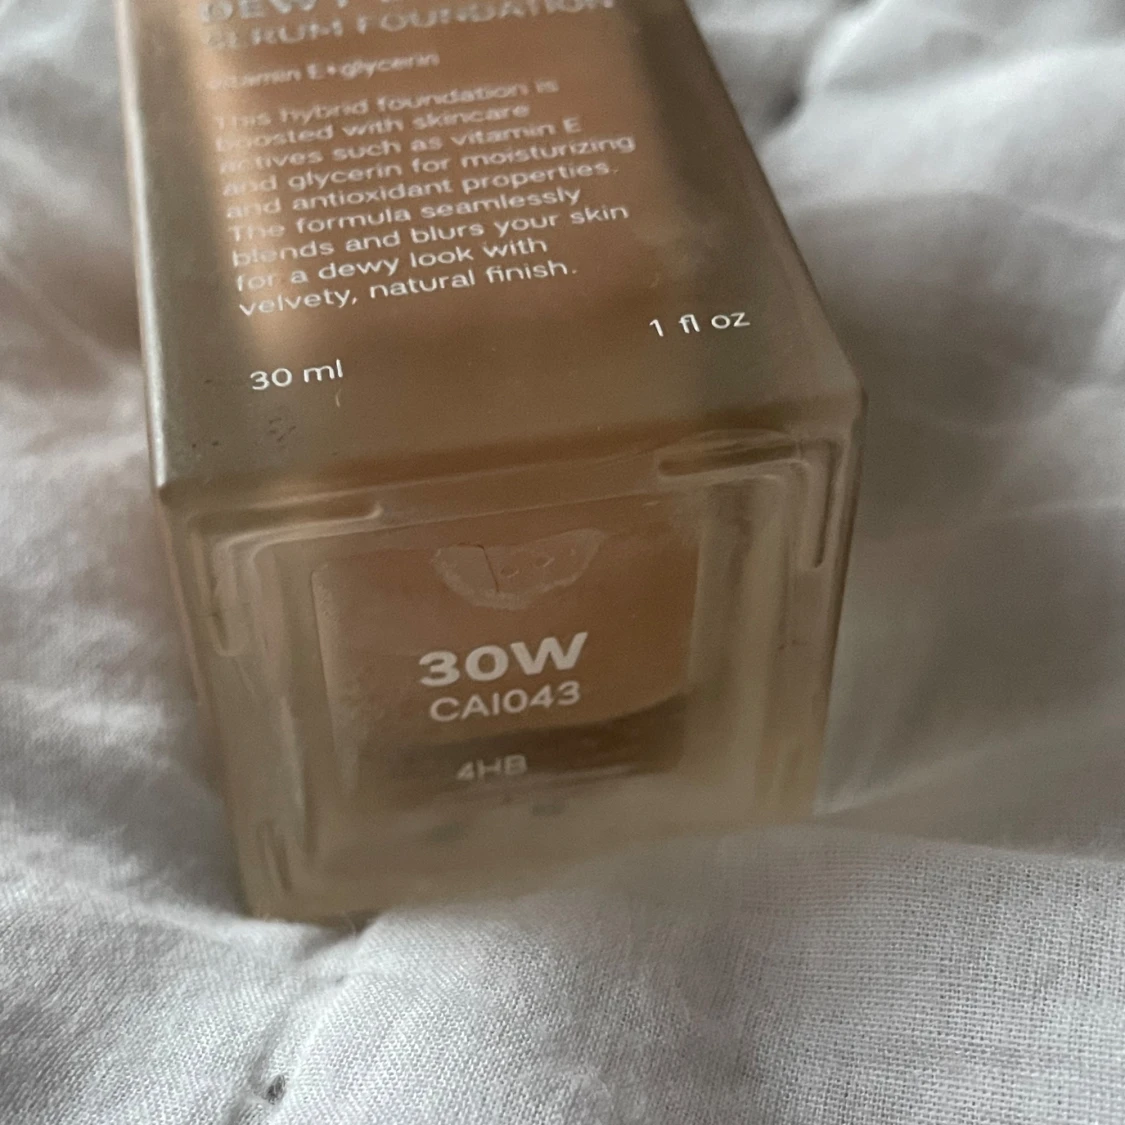 DEWY
SERUM FOUNDATION
vitamin E+glycerin
This hybrid foundation is
boosted with skincare
actives such as vitamin E
and glycerin for moisturizing
and antioxidant properties.
The formula seamlessly
blends and blurs your skin
for a dewy look with
velvety, natural finish.
30 ml
1 fl oz
30W
CAI043
4HB